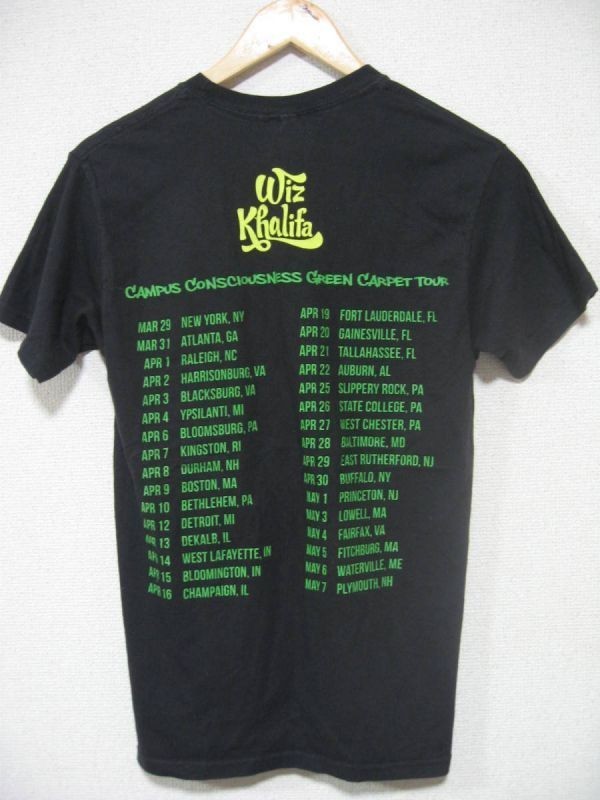 Wiz
Khalifa
CAMPUS CONSCIOUSNESS GREEN CARPET TOUR
MAR 29 NEW YORK, NY
MAR 31 ATLANTA, GA
APR 1 RALEIGH, NC
APR 2 HARRISONBURG, VA
APR 3 BLACKSBURG, VA
APR 4 YPSILANTI, MI
APR 6 BLOOMSBURG, PA
APR 7 KINGSTON, RI
APR 8 DURHAM, NH
APR 9 BOSTON, MA
APR 10 BETHLEHEM, PA
APR 12 DETROIT, MI
APR 13 DEKALB, IL
APR 14 WEST LAFAYETTE, IN
APR 15 BLOOMINGTON, IN
APR 16 CHAMPAIGN, IL
APR 19 FORT LAUDERDALE, FL
APR 20 GAINESVILLE, FL
APR 21 TALLAHASSEE, FL
APR 22 AUBURN, AL
APR 25 SLIPPERY ROCK, PA
APR 26 STATE COLLEGE, PA
APR 27 WEST CHESTER, PA
APR 28 BALTIMORE, MD
APR 29 EAST RUTHERFORD, NJ
APR 30 BUFFALO, NY
MAY 1 PRINCETON, NJ
MAY 3 LOWELL, MA
MAY 4 FAIRFAX, VA
MAY 5 FITCHBURG, MA
MAY 6 WATERVILLE, ME
MAY 7 PLYMOUTH, NH